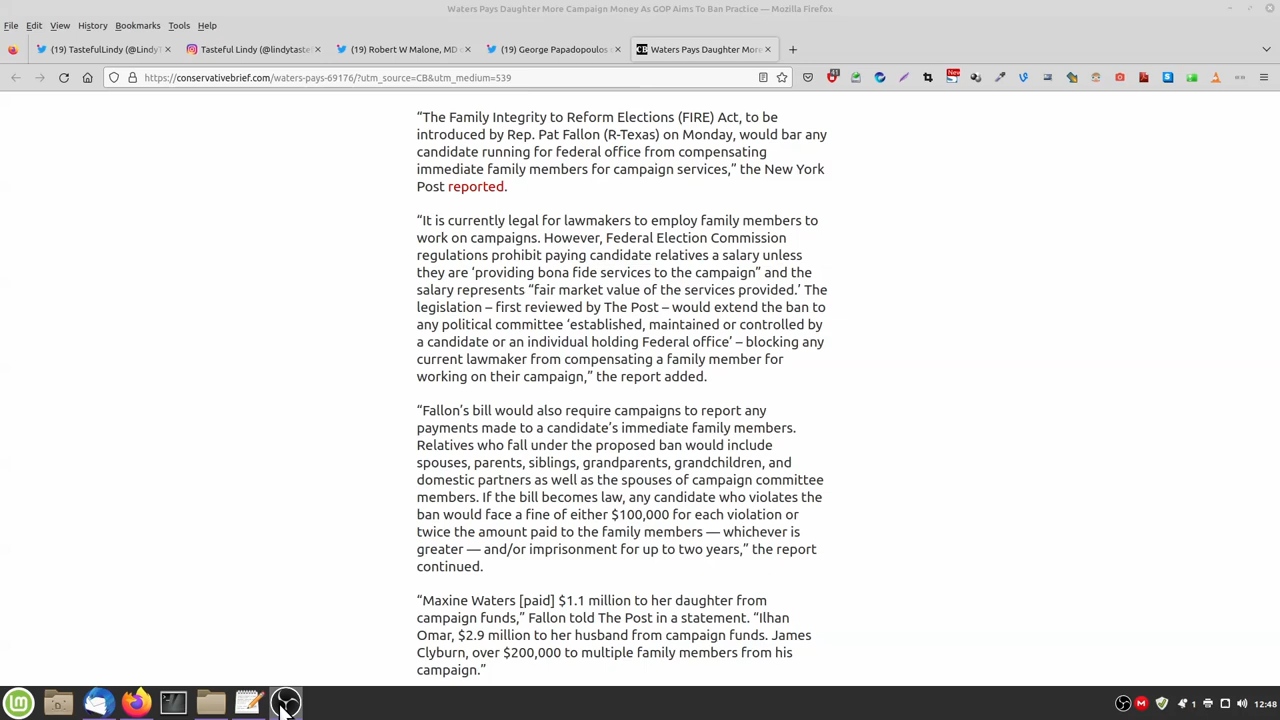 Waters Pays Daughter More Campaign Money As GOP Aims To Ban Practice — Mozilla Firefox
File Edit View History Bookmarks Tools Help
(19) TastefulLindy (@LindyT
Tasteful Lindy (@lindytaste
(19) Robert W Malone, MD
(19) George Papadopoulos
CB Waters Pays Daughter More
https://conservativebrief.com/waters-pays-69176/?utm_source=CB&utm_medium=539
New
“The Family Integrity to Reform Elections (FIRE) Act, to be
introduced by Rep. Pat Fallon (R-Texas) on Monday, would bar any
candidate running for federal office from compensating
immediate family members for campaign services,” the New York
Post reported.
“It is currently legal for lawmakers to employ family members to
work on campaigns. However, Federal Election Commission
regulations prohibit paying candidate relatives a salary unless
they are ‘providing bona fide services to the campaign” and the
salary represents “fair market value of the services provided.’ The
legislation – first reviewed by The Post – would extend the ban to
any political committee ‘established, maintained or controlled by
a candidate or an individual holding Federal office’ – blocking any
current lawmaker from compensating a family member for
working on their campaign,” the report added.
“Fallon’s bill would also require campaigns to report any
payments made to a candidate’s immediate family members.
Relatives who fall under the proposed ban would include
spouses, parents, siblings, grandparents, grandchildren, and
domestic partners as well as the spouses of campaign committee
members. If the bill becomes law, any candidate who violates the
ban would face a fine of either $100,000 for each violation or
twice the amount paid to the family members — whichever is
greater — and/or imprisonment for up to two years,” the report
continued.
“Maxine Waters [paid] $1.1 million to her daughter from
campaign funds,” Fallon told The Post in a statement. “Ilhan
Omar, $2.9 million to her husband from campaign funds. James
Clyburn, over $200,000 to multiple family members from his
campaign.”
1
12:48